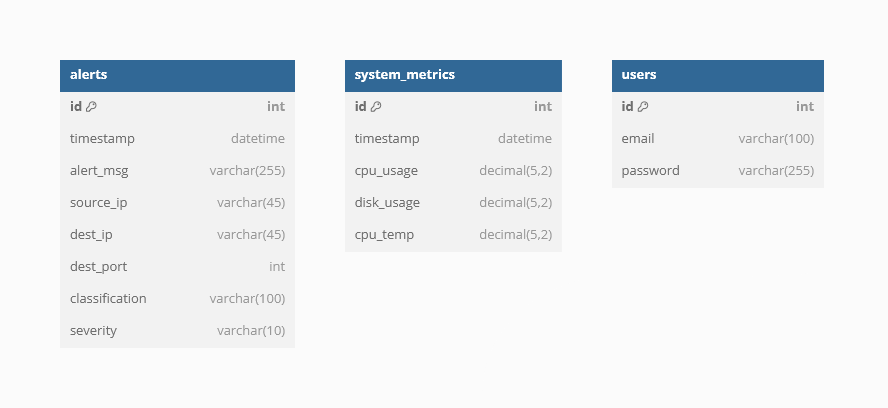 alerts
id int
timestamp datetime
alert_msg varchar(255)
source_ip varchar(45)
dest_ip varchar(45)
dest_port int
classification varchar(100)
severity varchar(10)
system_metrics
id int
timestamp datetime
cpu_usage decimal(5,2)
disk_usage decimal(5,2)
cpu_temp decimal(5,2)
users
id int
email varchar(100)
password varchar(255)